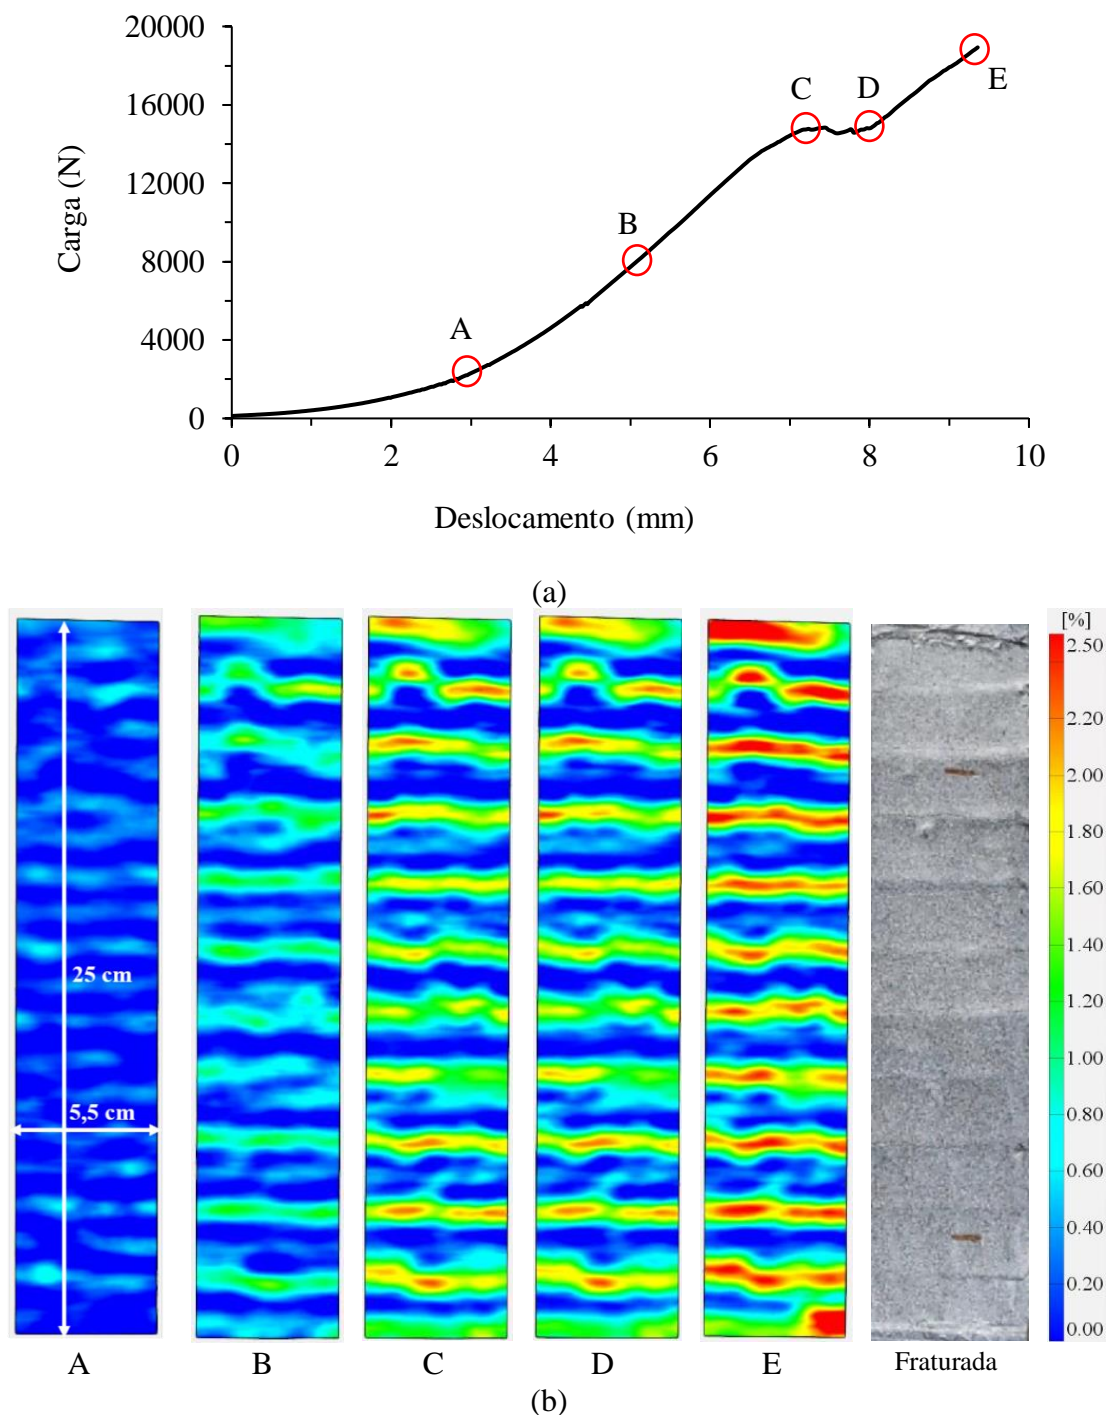 20000
16000
12000
8000
4000
0
Carga (N)
A
B
C
D
E
0 2 4 6 8 10
Deslocamento (mm)
(a)
[%]
2.50
2.20
2.00
1.80
1.60
1.40
1.20
1.00
0.80
0.60
0.40
0.20
0.00
25 cm
5,5 cm
A B C D E Fraturada
(b)